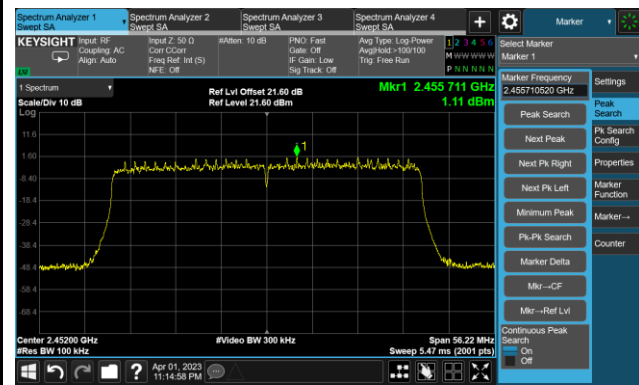 Spectrum Analyzer 1
Swept SA
Spectrum Analyzer 2
Swept SA
Spectrum Analyzer 3
Swept SA
Spectrum Analyzer 4
Swept SA
+
Marker
KEYSIGHT
Input: RF
Coupling: AC
Align: Auto
Input Z: 50 Ω
Corr CCorr
Freq Ref: Int (S)
NFE: Off
#Atten: 10 dB
PNO: Fast
Gate: Off
IF Gain: Low
Sig Track: Off
Avg Type: Log-Power
Avg|Hold:>100/100
Trig: Free Run
1 2 3 4 5 6
M W W W W W
P N N N N N
LXI
Select Marker
Marker 1
1 Spectrum
Scale/Div 10 dB
Log
Ref Lvl Offset 21.60 dB
Ref Level 21.60 dBm
Mkr1 2.455 711 GHz
1.11 dBm
Marker Frequency
2.455710520 GHz
Peak Search
Next Peak
Next Pk Right
Next Pk Left
Minimum Peak
Pk-Pk Search
Marker Delta
Mkr→CF
Mkr→Ref Lvl
Continuous Peak
Search
On
Off
Settings
Peak
Search
Pk Search
Config
Properties
Marker
Function
Marker→
Counter
11.6
1.60
-8.40
-18.4
-28.4
-38.4
-48.4
-58.4
-68.4
1
Center 2.45200 GHz
#Res BW 100 kHz
#Video BW 300 kHz
Span 56.22 MHz
Sweep 5.47 ms (2001 pts)
?
Apr 01, 2023
11:14:58 PM